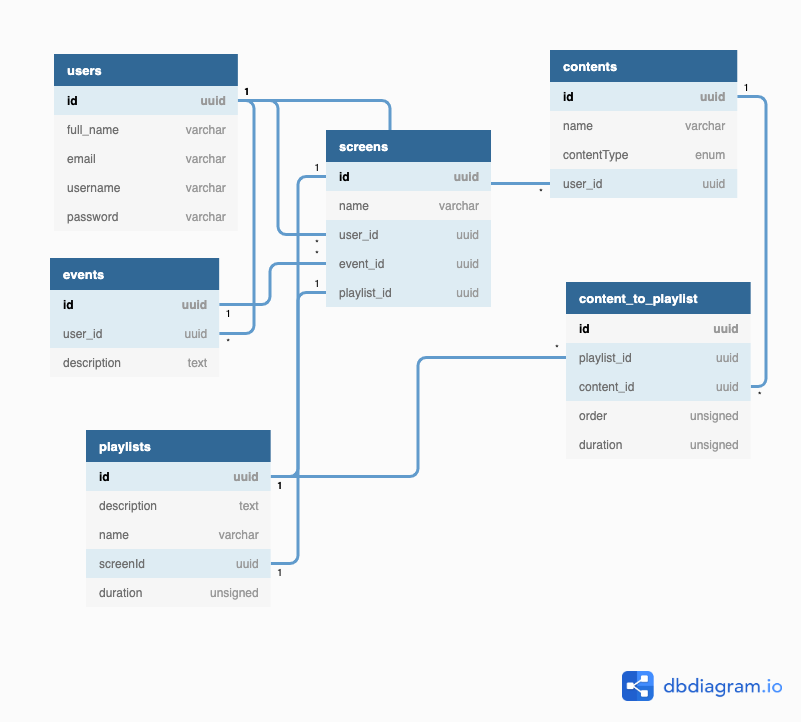 users
id uuid
full_name varchar
email varchar
username varchar
password varchar
1
*
events
id uuid
user_id uuid
description text
1
*
screens
id uuid
name varchar
user_id uuid
event_id uuid
playlist_id uuid
1
*
*
1
contents
id uuid
name varchar
contentType enum
user_id uuid
1
*
content_to_playlist
id uuid
playlist_id uuid
content_id uuid
order unsigned
duration unsigned
*
*
playlists
id uuid
description text
name varchar
screenId uuid
duration unsigned
1
1
dbdiagram.io